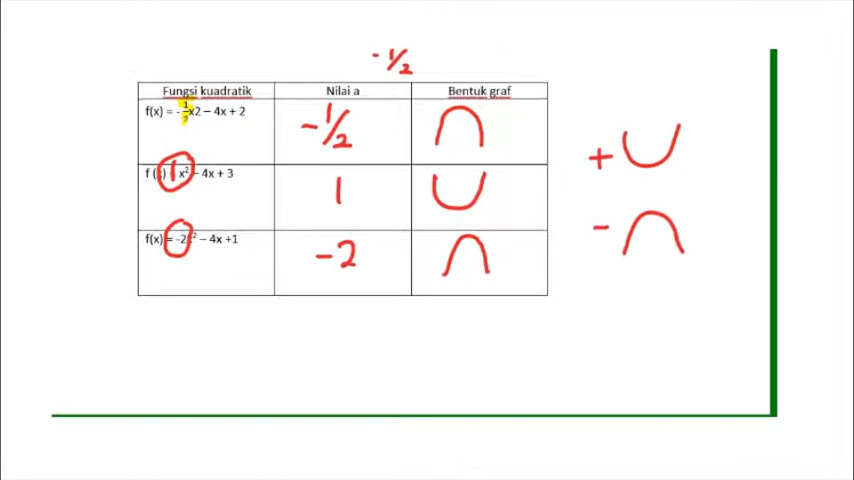 -1/2
Fungsi kuadratik Nilai a Bentuk graf
f(x) = -1/2x2 – 4x + 2 -1/2
f (x) = x² – 4x + 3 1
f(x) = -2x² – 4x +1 -2
+
-